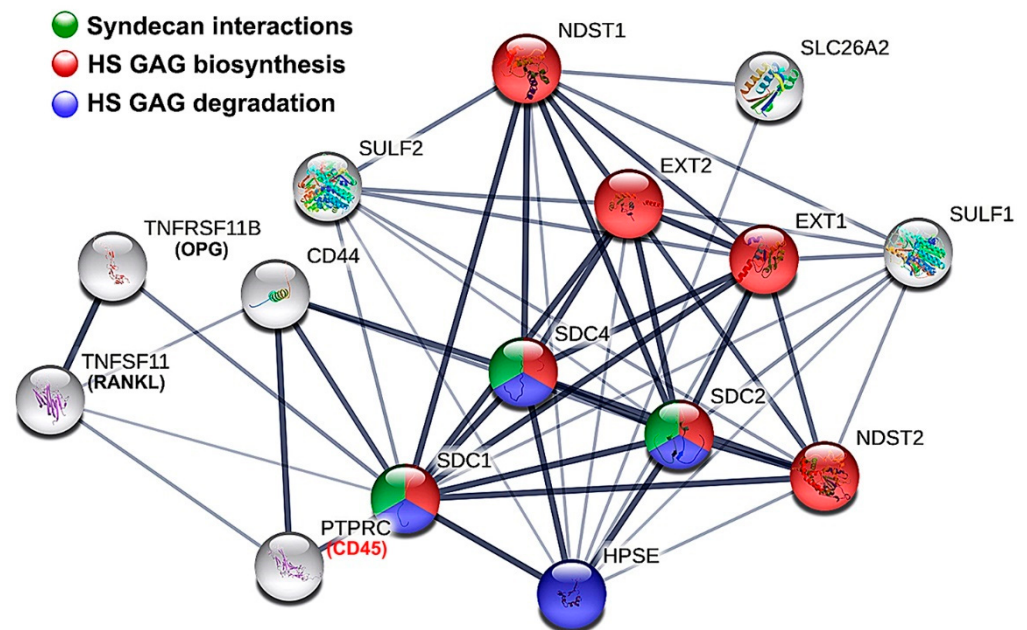 Syndecan interactions
HS GAG biosynthesis
HS GAG degradation
NDST1
SLC26A2
SULF2
EXT2
TNFRSF11B
(OPG)
CD44
EXT1
SULF1
SDC4
TNFSF11
(RANKL)
SDC2
SDC1
NDST2
PTPRC
(CD45)
HPSE